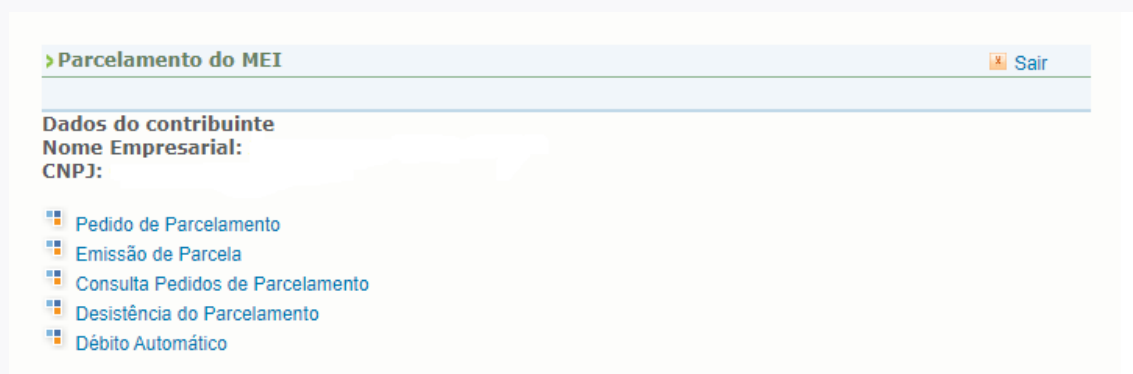 Parcelamento do MEI
Sair
Dados do contribuinte
Nome Empresarial:
CNPJ:
Pedido de Parcelamento
Emissão de Parcela
Consulta Pedidos de Parcelamento
Desistência do Parcelamento
Débito Automático